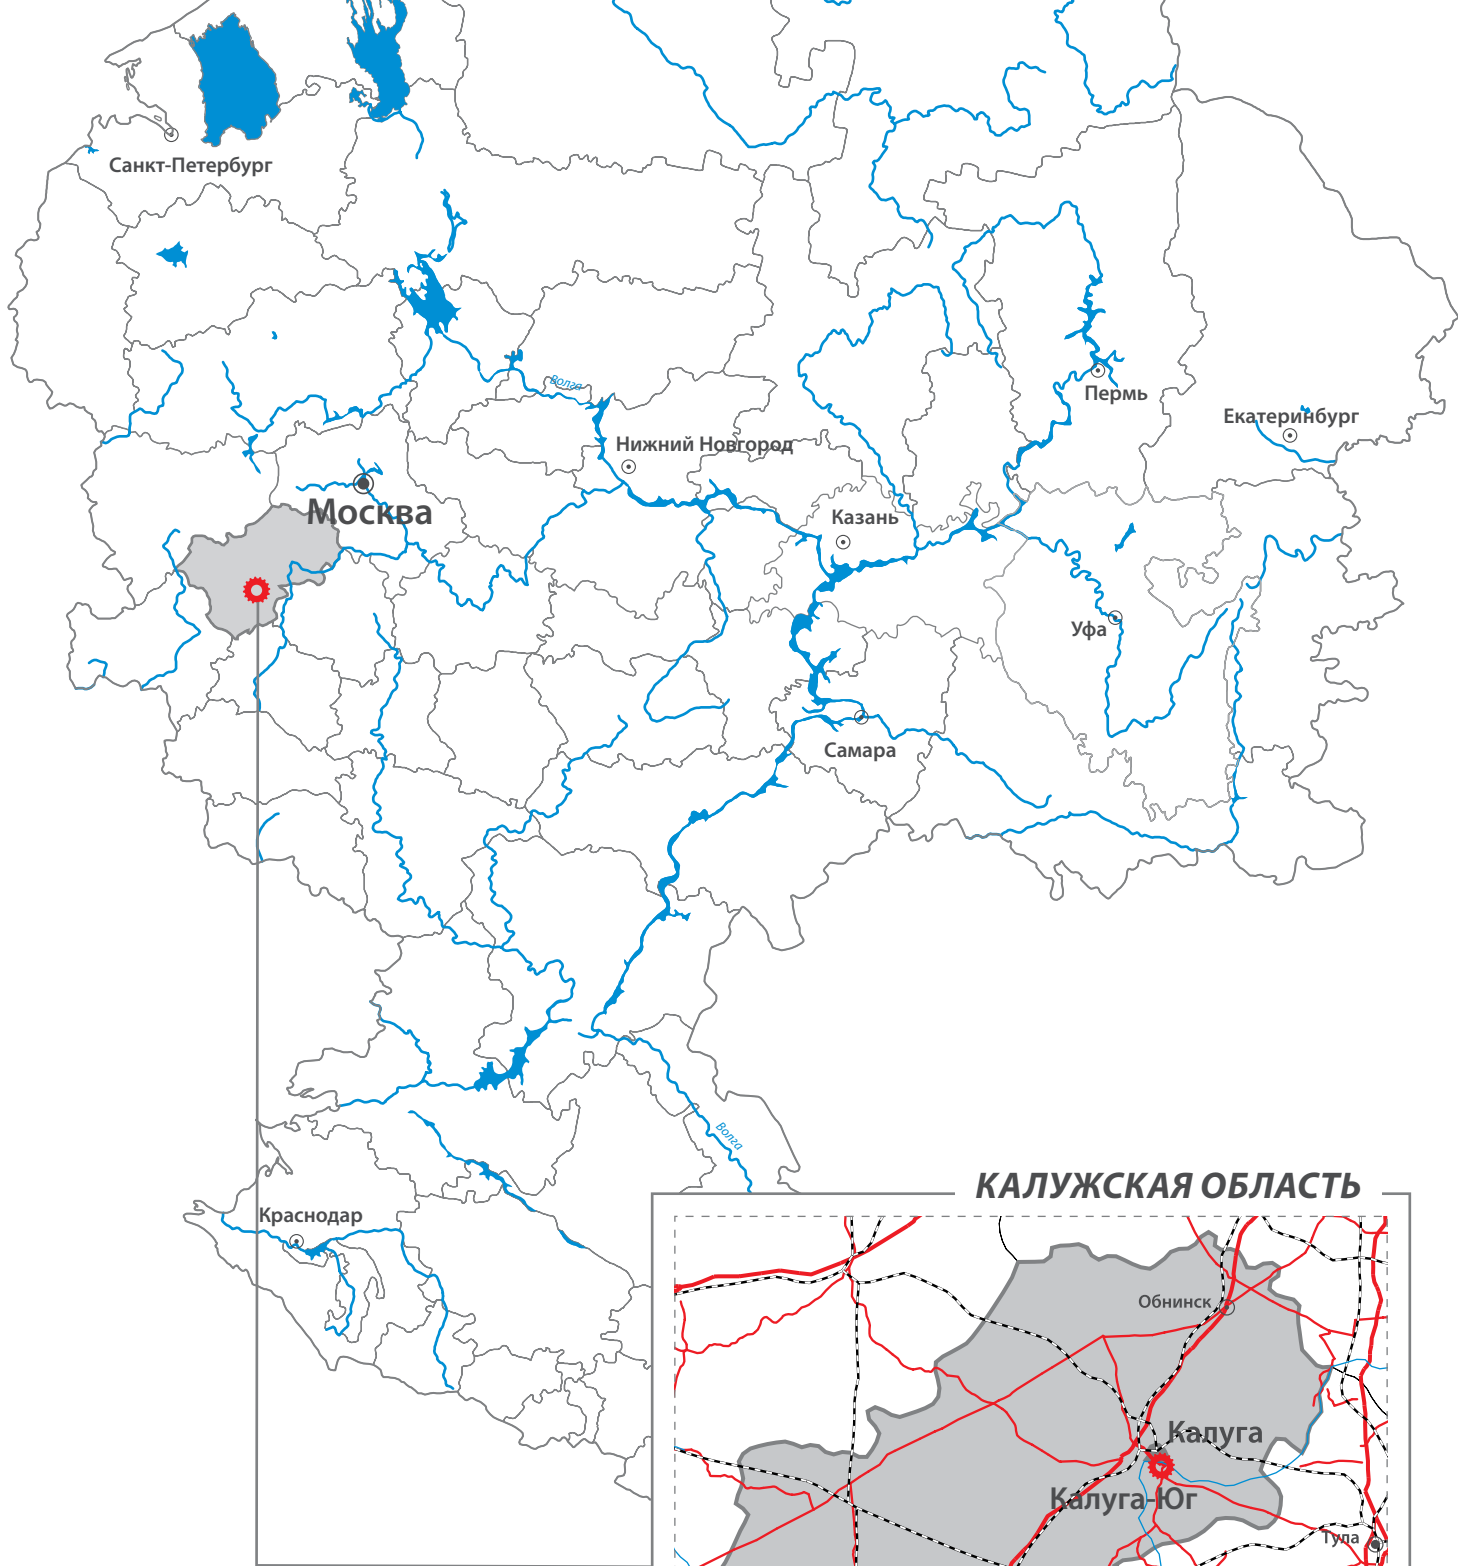 Санкт-Петербург
Волга
Пермь
Екатеринбург
Нижний Новгород
Москва
Казань
Уфа
Самара
Волга
КАЛУЖСКАЯ ОБЛАСТЬ
Краснодар
Обнинск
Калуга
Калуга-Юг
Тула